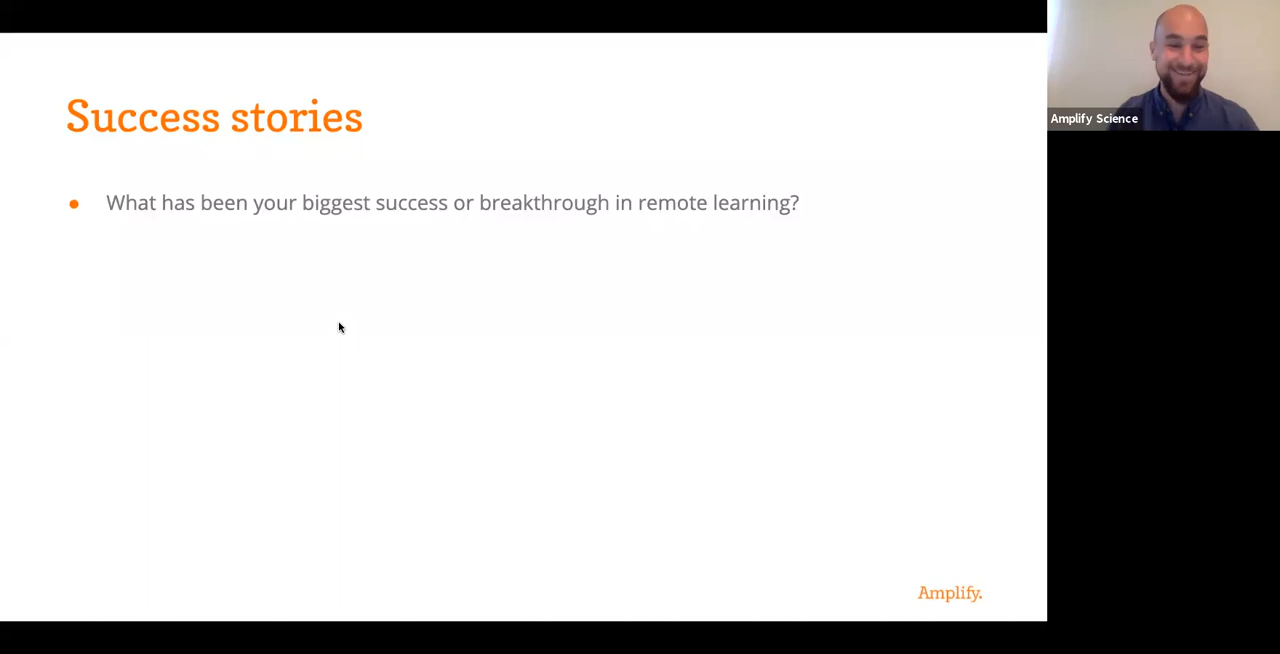 Success stories
Amplify Science
What has been your biggest success or breakthrough in remote learning?
Amplify.